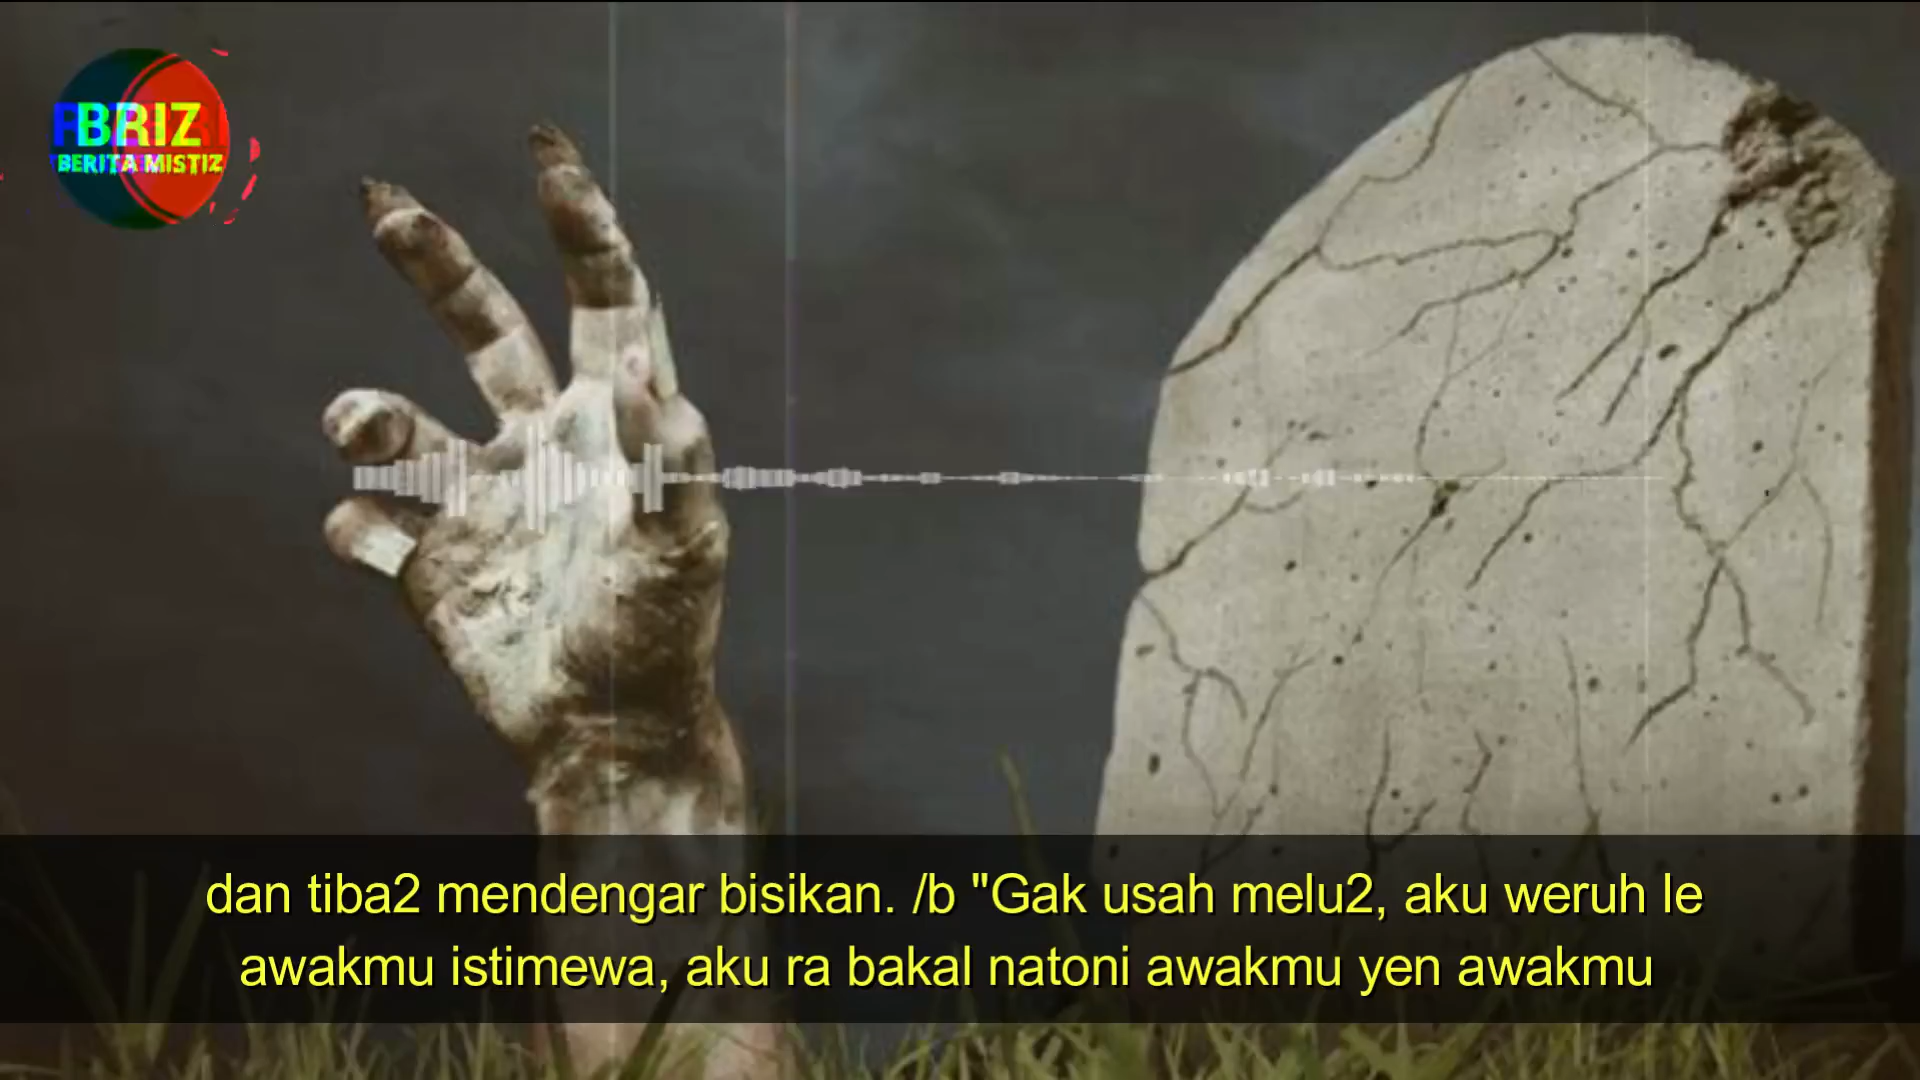 BRIZ
BERITA MISTIZ
dan tiba2 mendengar bisikan. /b "Gak usah melu2, aku weruh le
awakmu istimewa, aku ra bakal natoni awakmu yen awakmu